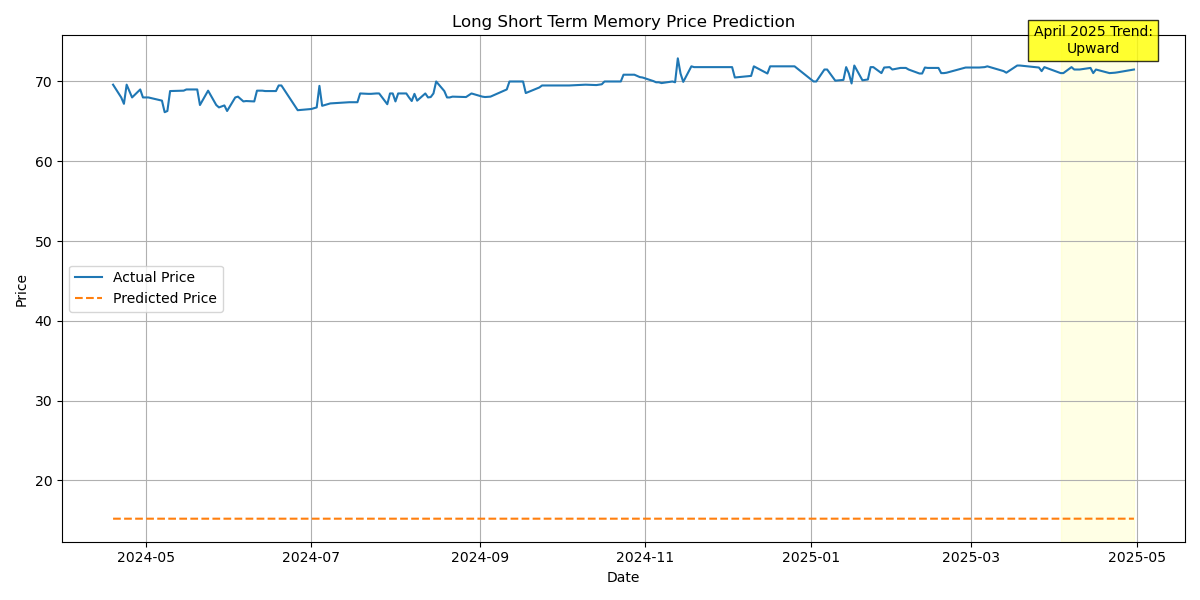 Long Short Term Memory Price Prediction
April 2025 Trend:
Upward
Price
70
60
50
40
30
20
Actual Price
Predicted Price
2024-05
2024-07
2024-09
2024-11
2025-01
2025-03
2025-05
Date